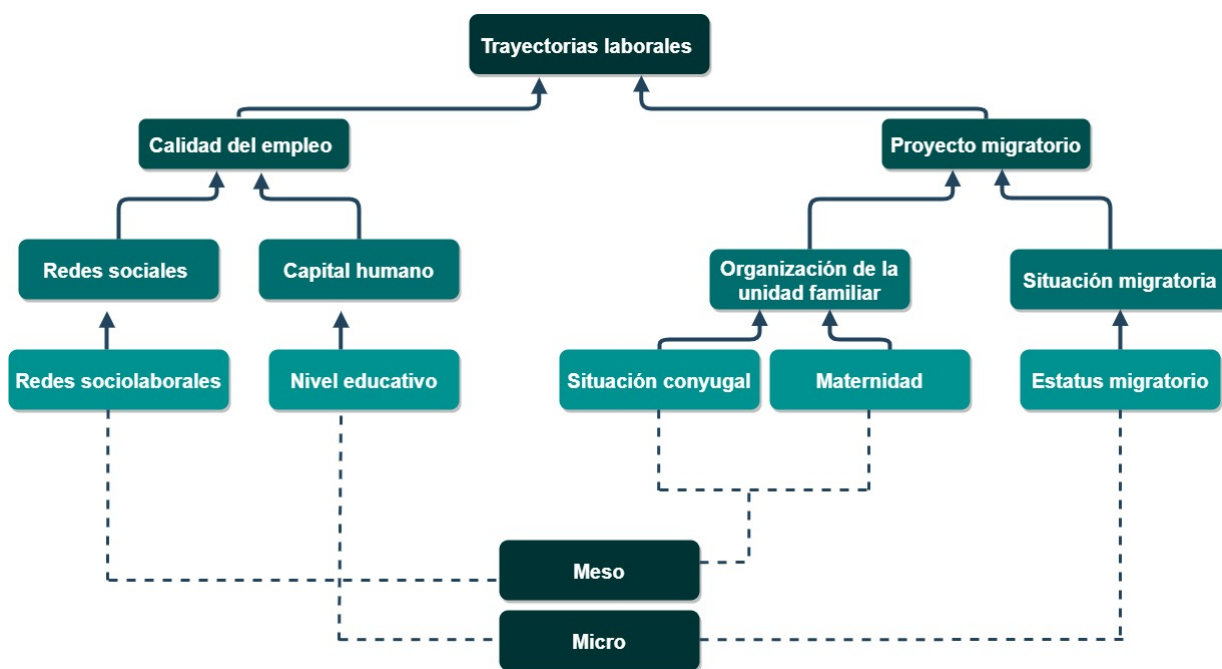 Trayectorias laborales
Calidad del empleo
Proyecto migratorio
Redes sociales
Capital humano
Organización de la
unidad familiar
Situación migratoria
Redes sociolaborales
Nivel educativo
Situación conyugal
Maternidad
Estatus migratorio
Meso
Micro